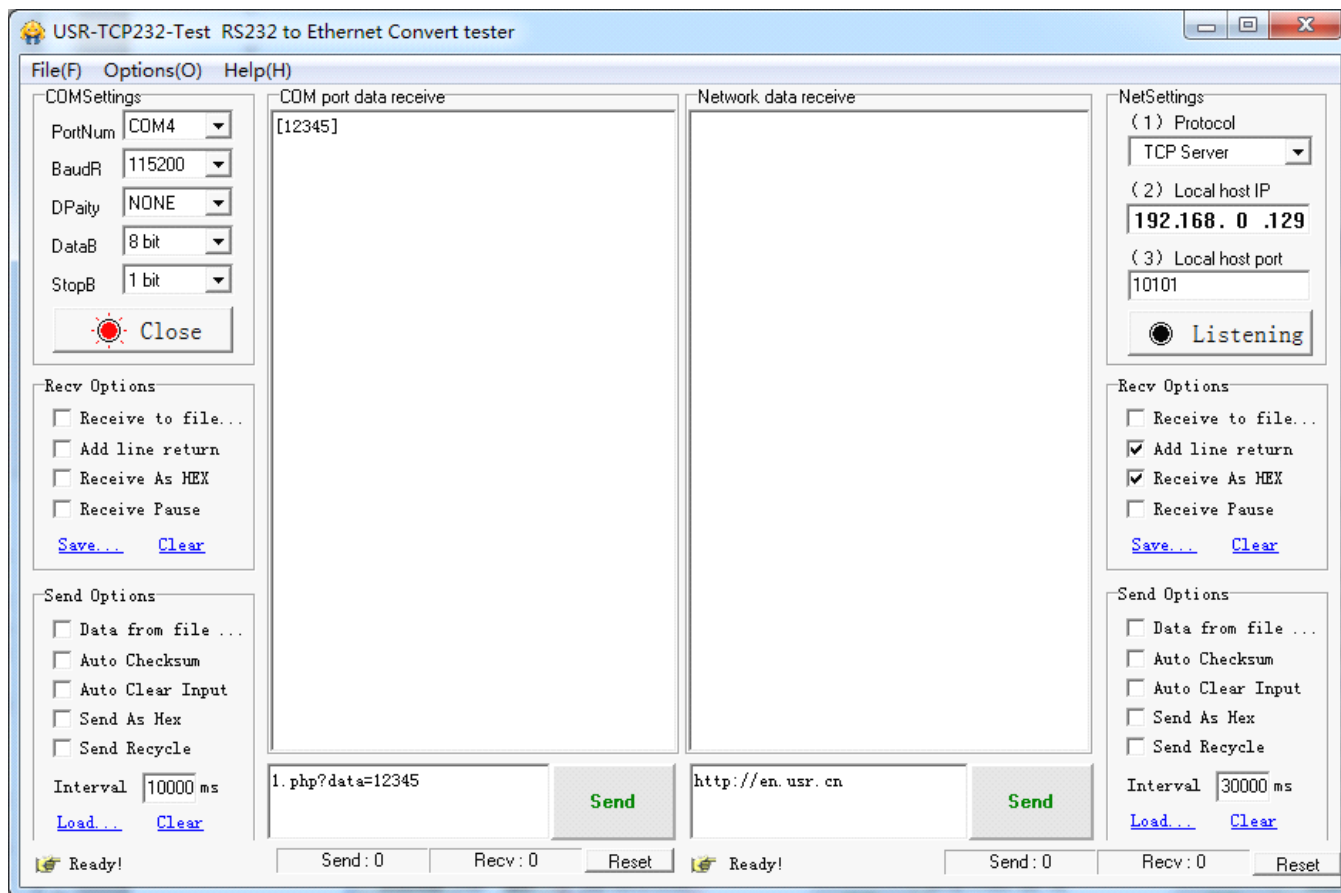 USR-TCP232-Test RS232 to Ethernet Convert tester
File(F) Options(O) Help(H)
COMSettings
PortNum COM4
BaudR 115200
DPaity NONE
DataB 8 bit
StopB 1 bit
Close
Recv Options
Receive to file...
Add line return
Receive As HEX
Receive Pause
Save... Clear
Send Options
Data from file ...
Auto Checksum
Auto Clear Input
Send As Hex
Send Recycle
Interval 10000 ms
Load... Clear
Ready!
COM port data receive
[12345]
1.php?data=12345
Send
Send : 0 Recv : 0 Reset
Network data receive
http://en.usr.cn
Send
Ready! Send : 0 Recv : 0 Reset
NetSettings
(1) Protocol
TCP Server
(2) Local host IP
192.168. 0 .129
(3) Local host port
10101
Listening
Recv Options
Receive to file...
Add line return
Receive As HEX
Receive Pause
Save... Clear
Send Options
Data from file ...
Auto Checksum
Auto Clear Input
Send As Hex
Send Recycle
Interval 30000 ms
Load... Clear